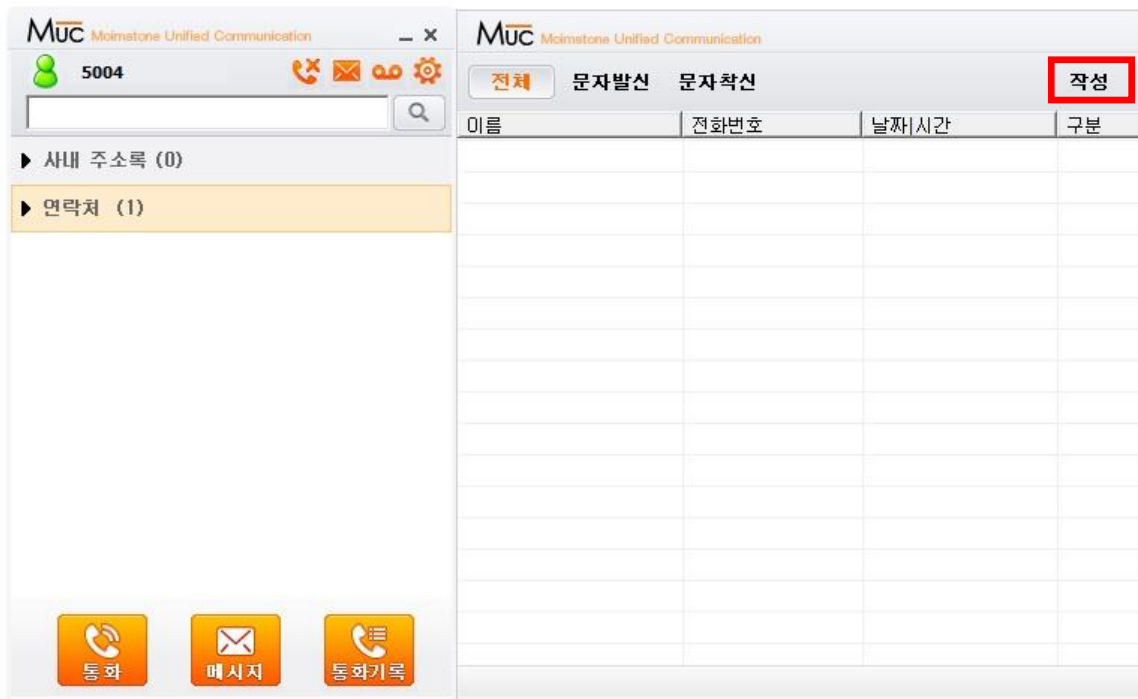 MUC Moimstone Unified Communication
5004
사내 주소록 (0)
연락처 (1)
통화 메시지 통화기록
MUC Moimstone Unified Communication
전체 문자발신 문자착신 작성
이름 전화번호 날짜|시간 구분